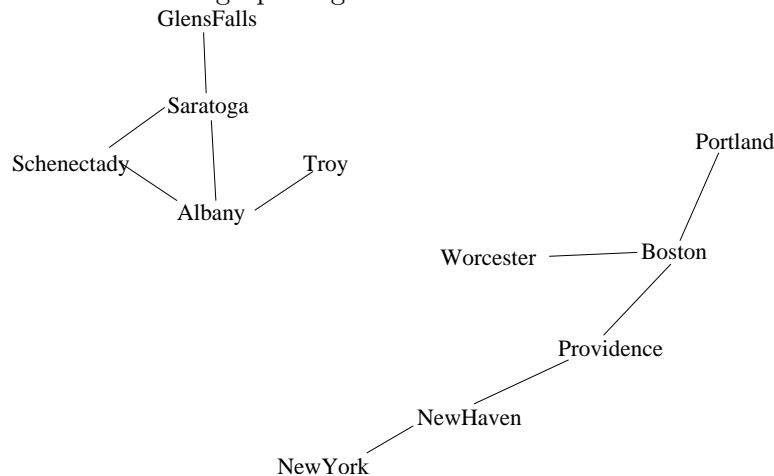 GlensFalls
Saratoga
Portland
Schenectady
Troy
Albany
Boston
Worcester
Providence
NewHaven
NewYork